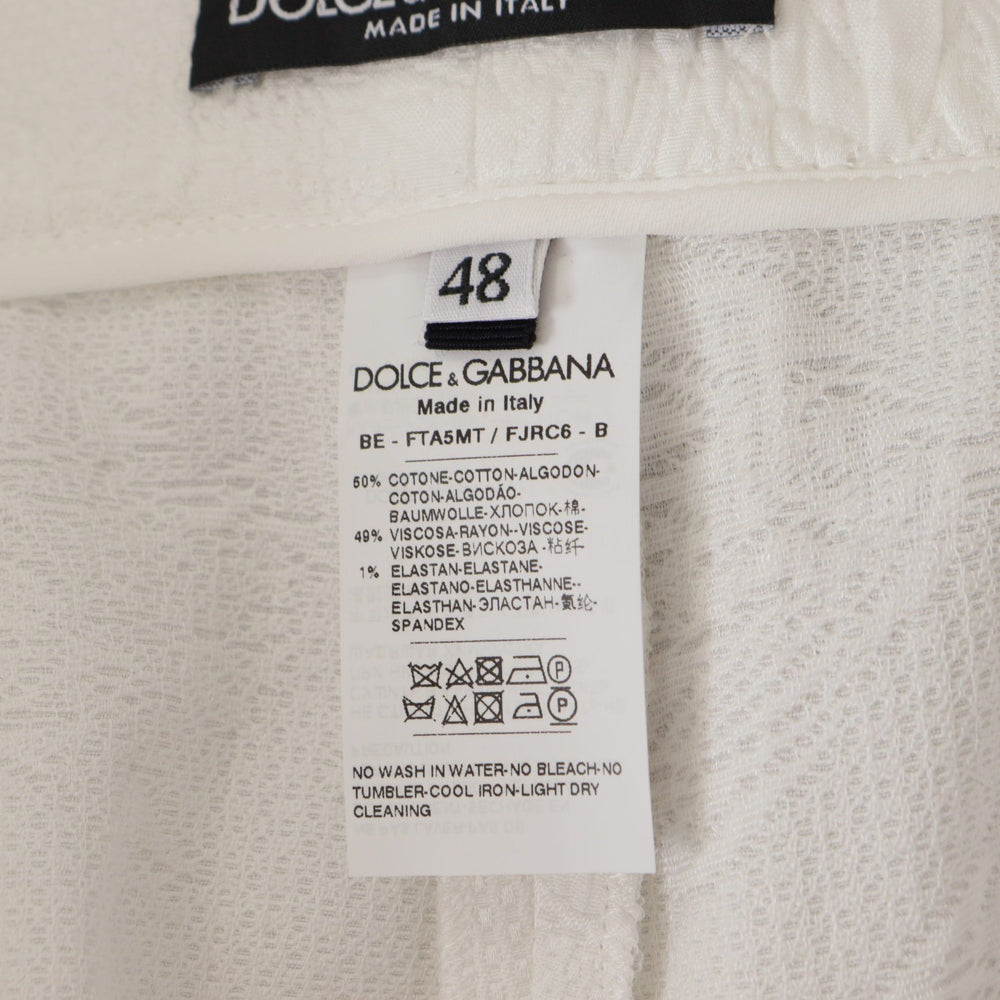 DOLCE&
MADE IN ITALY
48
DOLCE & GABBANA
Made in Italy
BE - FTA5MT / FJRC6 - B
50% COTONE-COTTON-ALGODON-
COTON-ALGODÃO-
BAUMWOLLE-ХЛОПОК-棉-
49% VISCOSA-RAYON--VISCOSE-
VISKOSE-ВИСКОЗА -粘纤-
1% ELASTAN-ELASTANE-
ELASTANO-ELASTHANNE--
ELASTHAN-ЭЛАСТАН-氨纶-
SPANDEX
P
P
NO WASH IN WATER-NO BLEACH-NO
TUMBLER-COOL IRON-LIGHT DRY
CLEANING